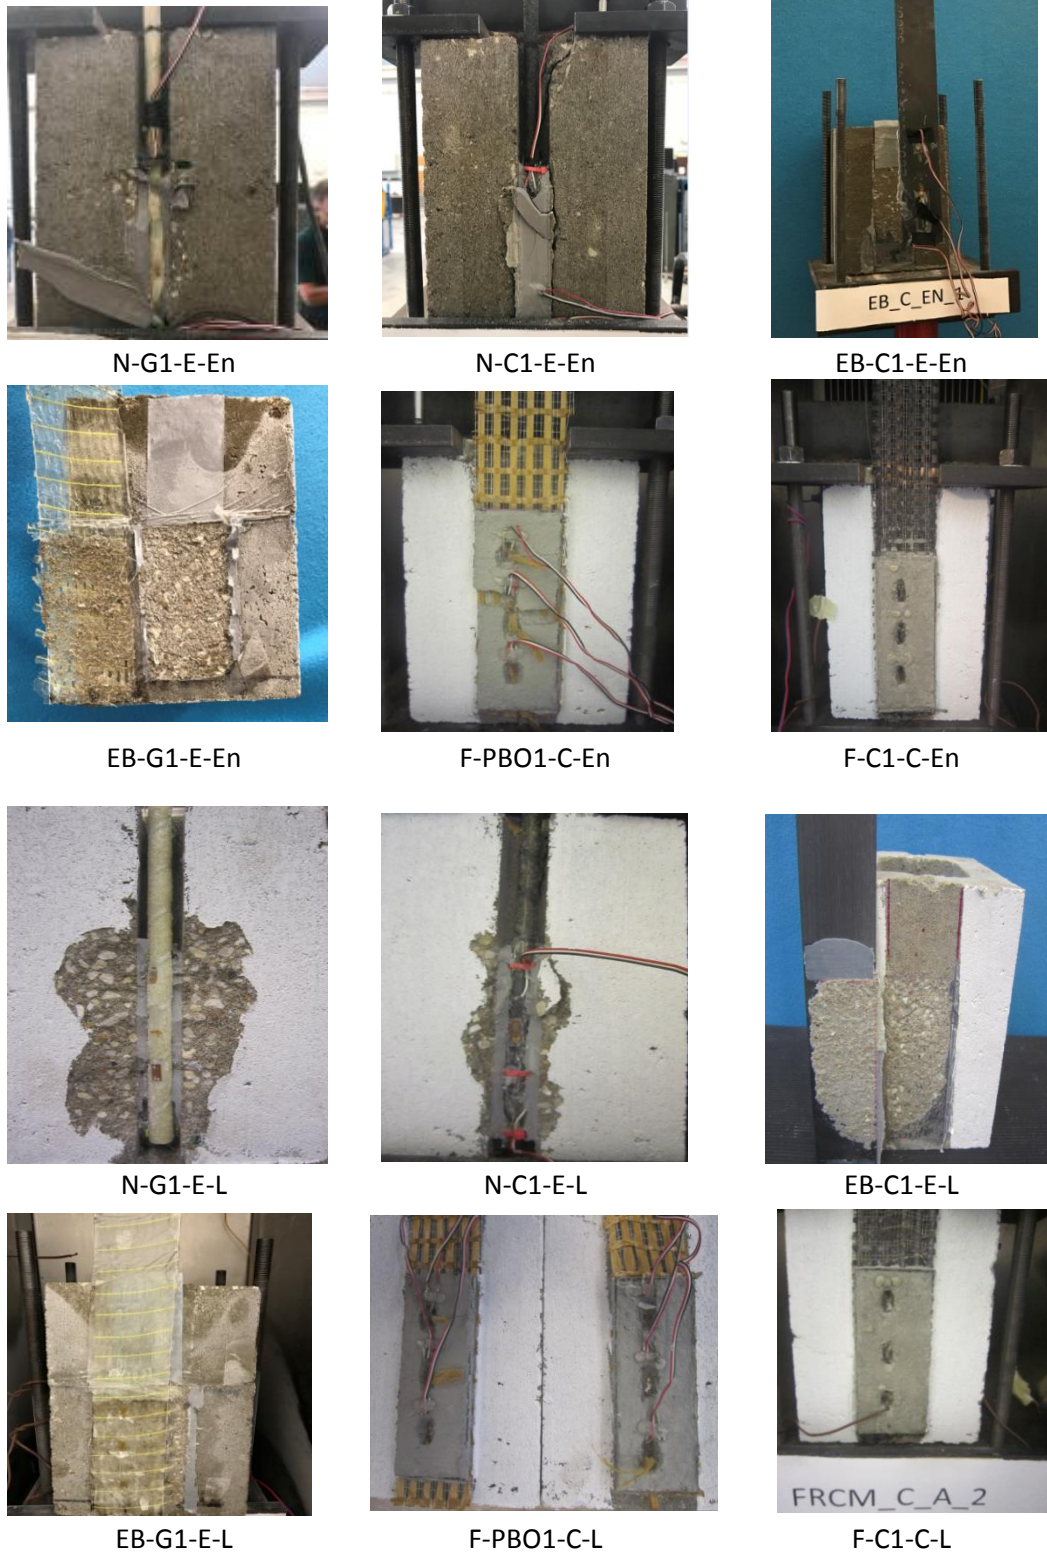 N-G1-E-En
N-C1-E-En
EB_C_EN_1
EB-C1-E-En
EB-G1-E-En
F-PBO1-C-En
F-C1-C-En
N-G1-E-L
N-C1-E-L
EB-C1-E-L
FRCM_C_A_2
EB-G1-E-L
F-PBO1-C-L
F-C1-C-L